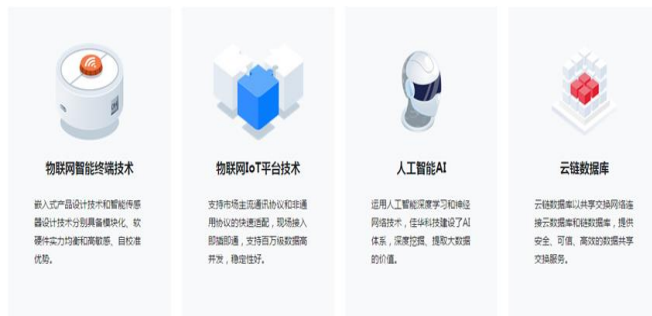 物联网智能终端技术
嵌入式产品设计技术和智能传感
器设计技术分别具备模块化、软
硬件实力均衡和高敏感、自校准
优势。
物联网IoT平台技术
支持市场主流通讯协议和非通
用协议的快速适配，现场接入
即插即通，支持百万级数据高
并发，稳定性好。
人工智能AI
运用人工智能深度学习和神经
网络技术，佳华科技建设了AI
体系，深度挖掘、提取大数据
的价值。
云链数据库
云链数据库以共享交换网络连
接云数据库和链数据库，提供
安全、可信、高效的数据共享
交换服务。